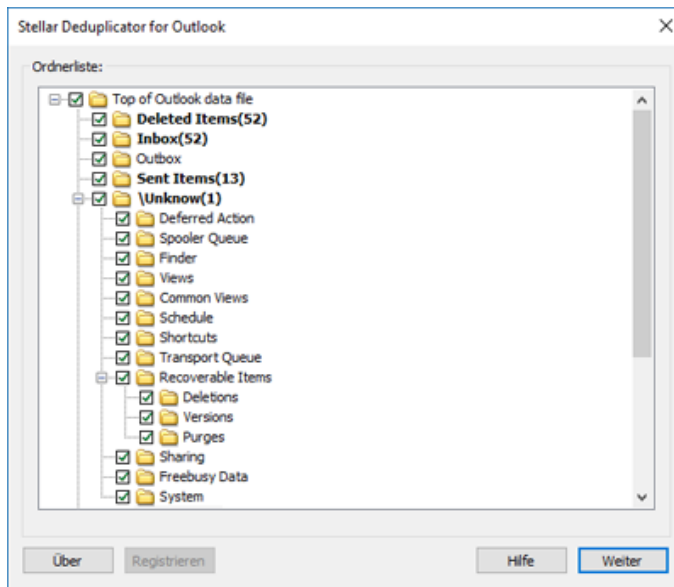 Stellar Deduplicator for Outlook
Ordnerliste:
Top of Outlook data file
Deleted Items(52)
Inbox(52)
Outbox
Sent Items(13)
\Unknow(1)
Deferred Action
Spooler Queue
Finder
Views
Common Views
Schedule
Shortcuts
Transport Queue
Recoverable Items
Deletions
Versions
Purges
Sharing
Freebusy Data
System
Über Registrieren Hilfe Weiter